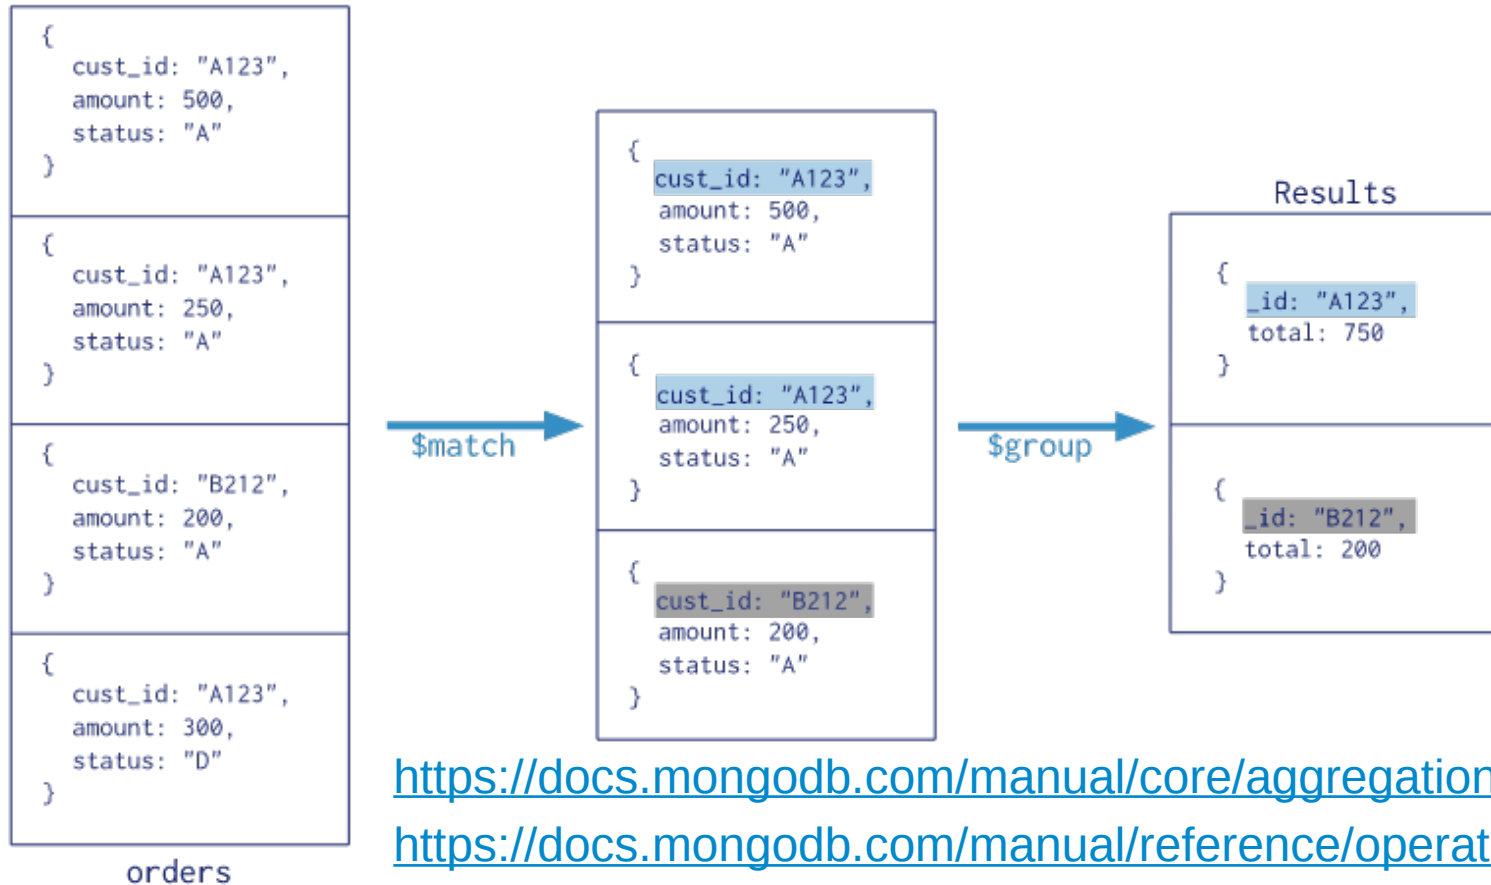 {
cust_id: "A123",
amount: 500,
status: "A"
}
{
cust_id: "A123",
amount: 250,
status: "A"
}
{
cust_id: "B212",
amount: 200,
status: "A"
}
{
cust_id: "A123",
amount: 300,
status: "D"
}
orders
$match
{
cust_id: "A123",
amount: 500,
status: "A"
}
{
cust_id: "A123",
amount: 250,
status: "A"
}
{
cust_id: "B212",
amount: 200,
status: "A"
}
$group
Results
{
_id: "A123",
total: 750
}
{
_id: "B212",
total: 200
}
https://docs.mongodb.com/manual/core/aggregation
https://docs.mongodb.com/manual/reference/operat